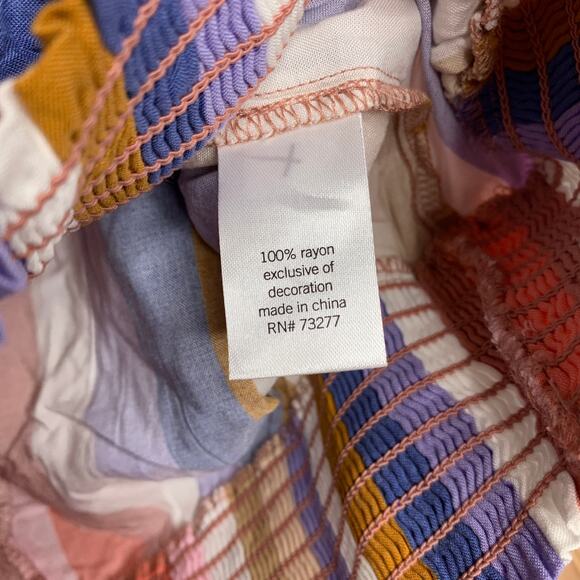 100% rayon
exclusive of
decoration
made in china
RN# 73277